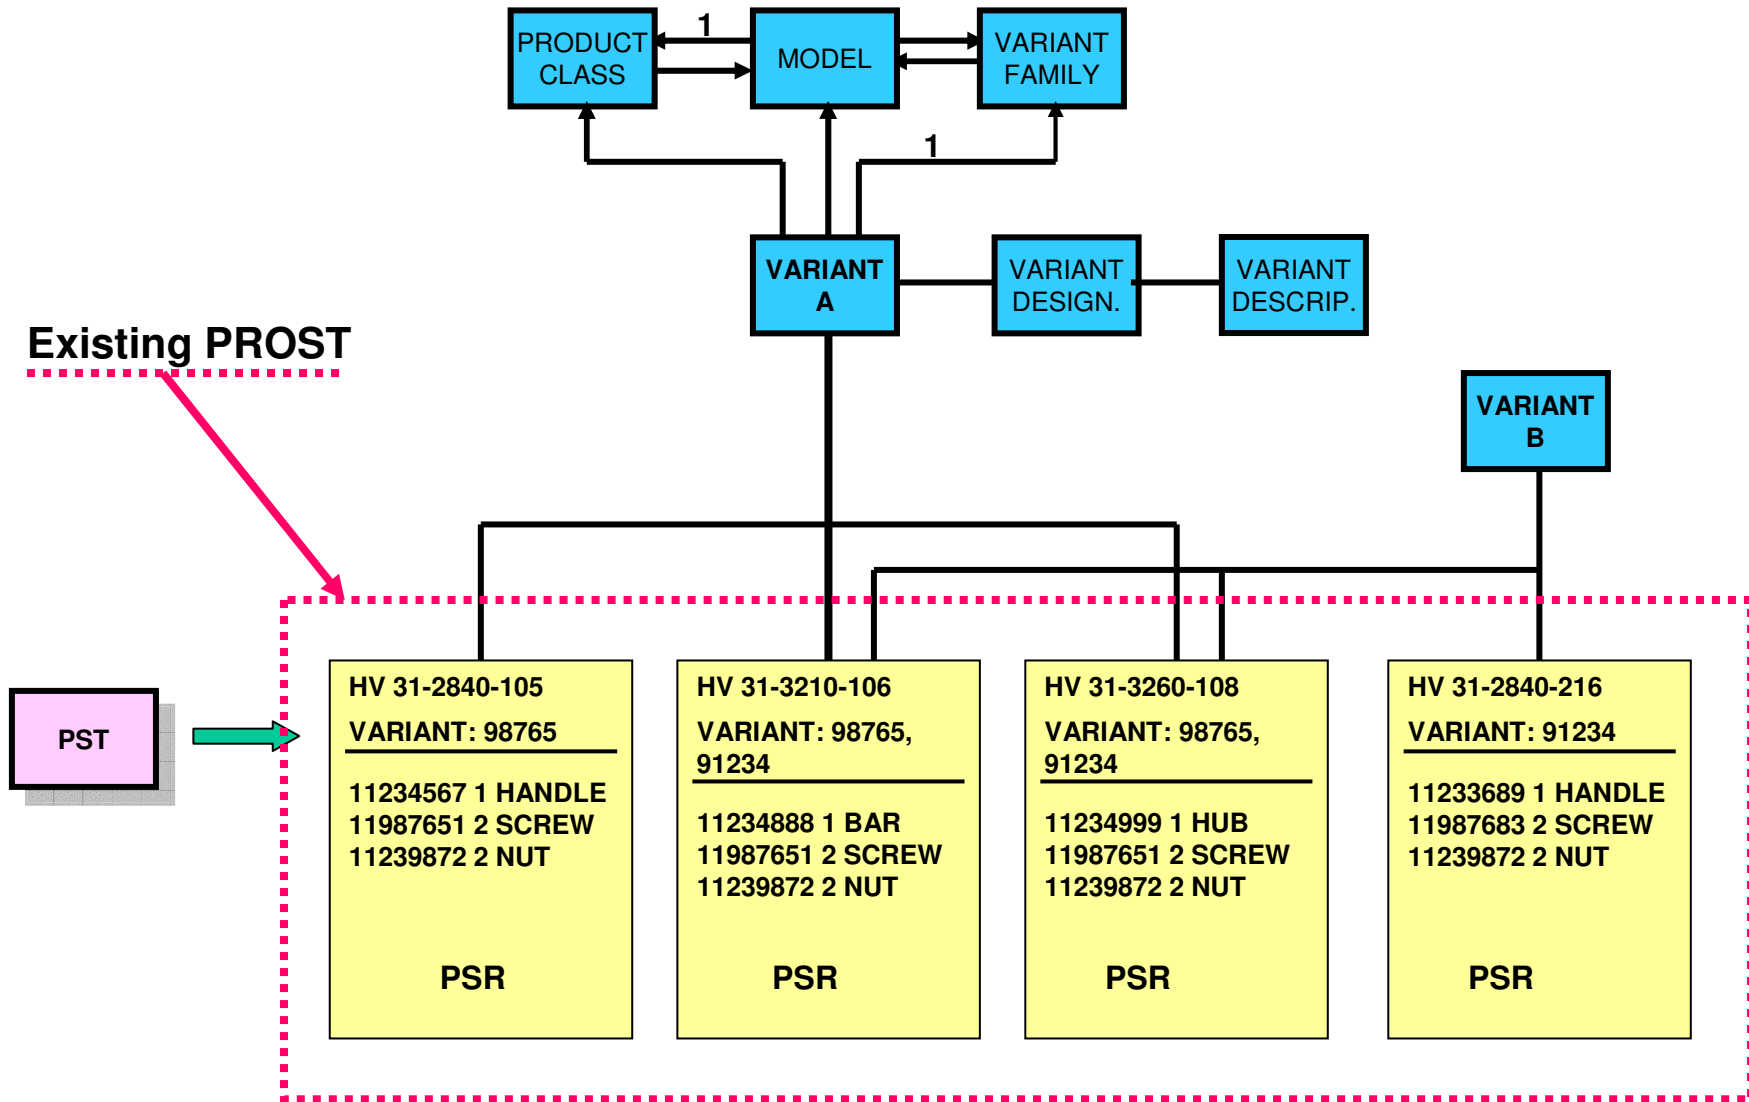 1
PRODUCT
CLASS
MODEL
VARIANT
FAMILY
1
VARIANT
A
VARIANT
DESIGN.
VARIANT
DESCRIP.
Existing PROST
VARIANT
B
PST
HV 31-2840-105
VARIANT: 98765
11234567 1 HANDLE
11987651 2 SCREW
11239872 2 NUT
PSR
HV 31-3210-106
VARIANT: 98765,
91234
11234888 1 BAR
11987651 2 SCREW
11239872 2 NUT
PSR
HV 31-3260-108
VARIANT: 98765,
91234
11234999 1 HUB
11987651 2 SCREW
11239872 2 NUT
PSR
HV 31-2840-216
VARIANT: 91234
11233689 1 HANDLE
11987683 2 SCREW
11239872 2 NUT
PSR